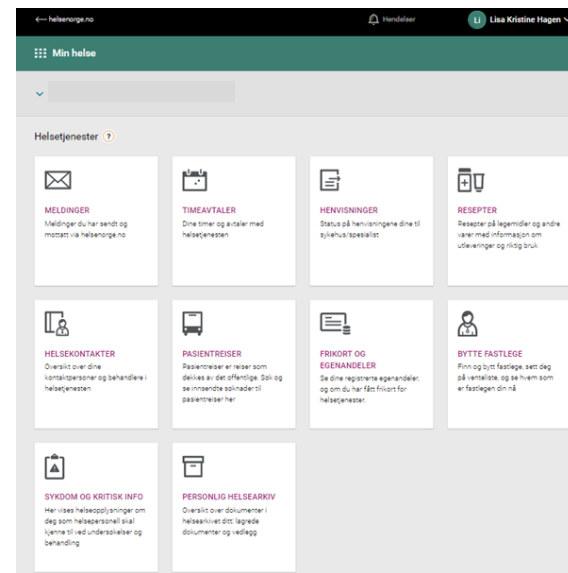 ← helsenorge.no
Hendelser
Li
Lisa Kristine Hagen
Min helse
Helsetjenester ?
MELDINGER
Meldinger du har sendt og
mottatt via helsenorge.no
TIMEAVTALER
Dine timer og avtaler med
helsetjenesten
HENVISNINGER
Status på henvisningene dine til
sykehus/spesialist
RESEPTER
Resepter på legemidler og andre
varer med informasjon om
utleveringer og riktig bruk
HELSEKONTAKTER
Oversikt over dine
kontaktpersoner og behandlere i
helsetjenesten
PASIENTREISER
Pasientreiser er reiser som
dekkes av det offentlige. Søk og
se innsendte søknader til
pasientreiser her
FRIKORT OG
EGENANDELER
Se dine registrerte egenandeler,
og om du har fått frikort for
helsetjenester.
BYTTE FASTLEGE
Finn og bytt fastlege, sett deg
på venteliste, og se hvem som
er fastlegen din nå
SYKDOM OG KRITISK INFO
Her vises helseopplysninger om
deg som helsepersonell skal
kjenne til ved undersøkelser og
behandling
PERSONLIG HELSEARKIV
Oversikt over dokumenter i
helsearkivet ditt: lagrede
dokumenter og vedlegg